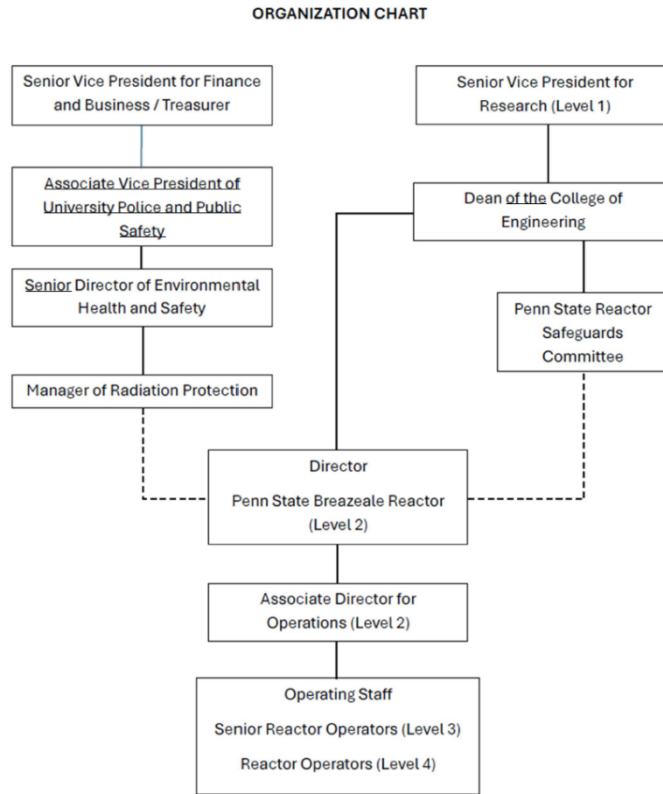 ORGANIZATION CHART
Senior Vice President for Finance
and Business / Treasurer
Senior Vice President for
Research (Level 1)
Associate Vice President of
University Police and Public
Safety
Dean of the College of
Engineering
Senior Director of Environmental
Health and Safety
Penn State Reactor
Safeguards
Committee
Manager of Radiation Protection
Director
Penn State Breazeale Reactor
(Level 2)
Associate Director for
Operations (Level 2)
Operating Staff
Senior Reactor Operators (Level 3)
Reactor Operators (Level 4)